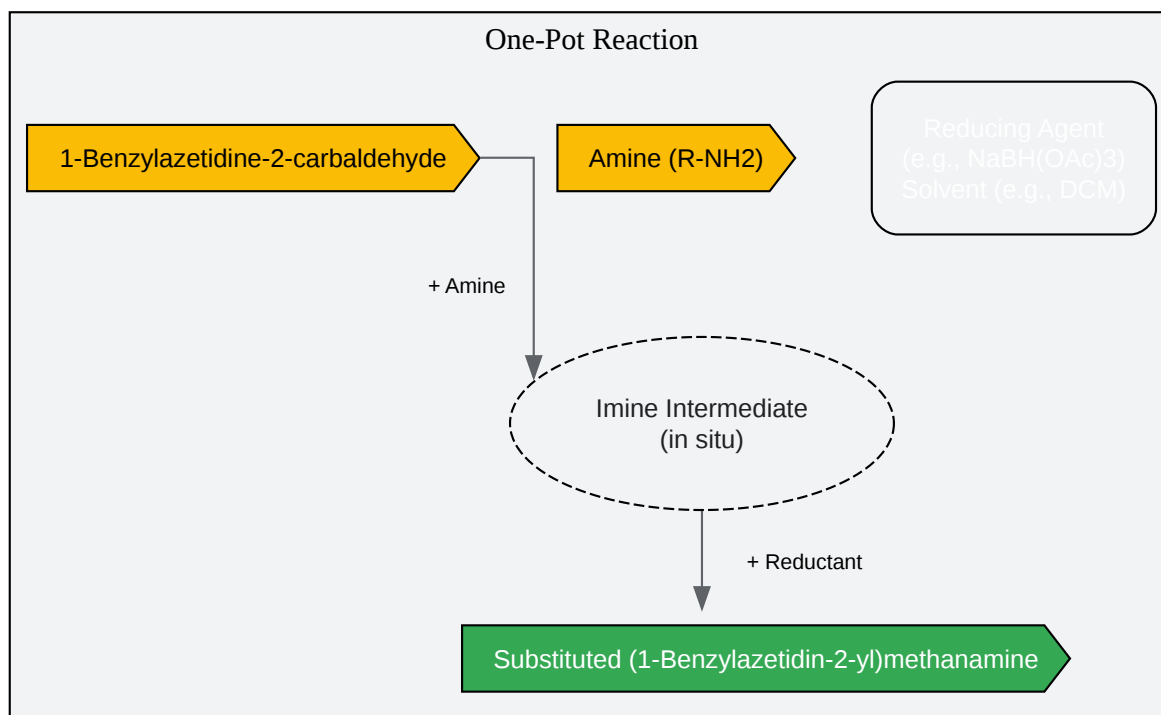 One-Pot Reaction
1-Benzylazetidine-2-carbaldehyde
Amine (R-NH2)
Reducing Agent
(e.g., NaBH(OAc)3)
Solvent (e.g., DCM)
+ Amine
Imine Intermediate
(in situ)
+ Reductant
Substituted (1-Benzylazetidin-2-yl)methanamine